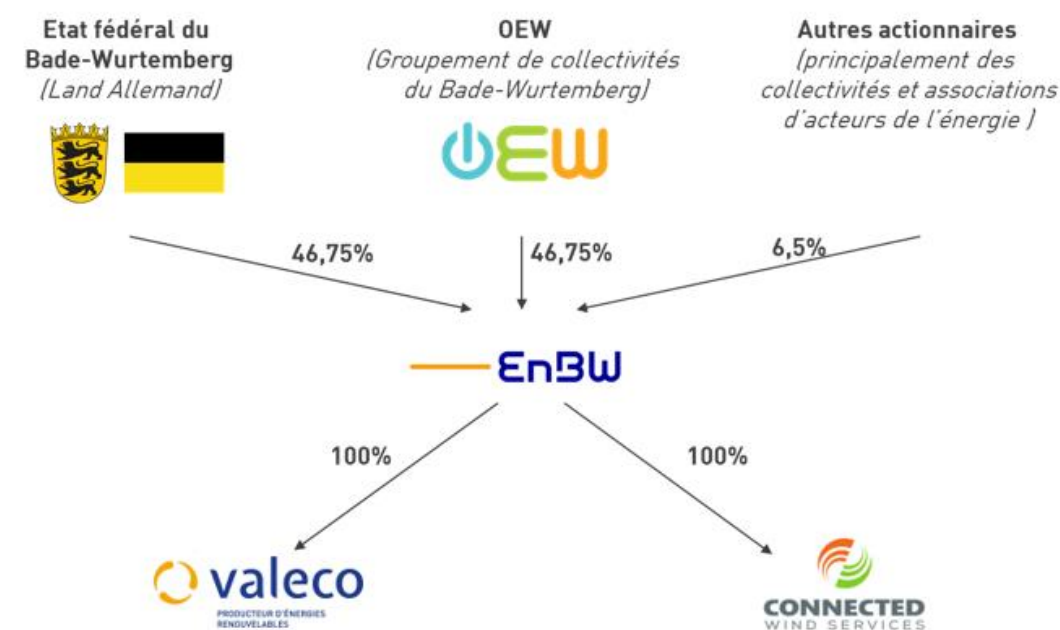 Etat fédéral du
Bade-Wurtemberg
(Land Allemand)
OEW
(Groupement de collectivités
du Bade-Wurtemberg)
OEW
Autres actionnaires
(principalement des
collectivités et associations
d'acteurs de l'énergie )
46,75%
46,75%
6,5%
EnBW
100%
100%
valeco
PRODUCTEUR D'ÉNERGIES
RENOUVELABLES
CONNECTED
WIND SERVICES